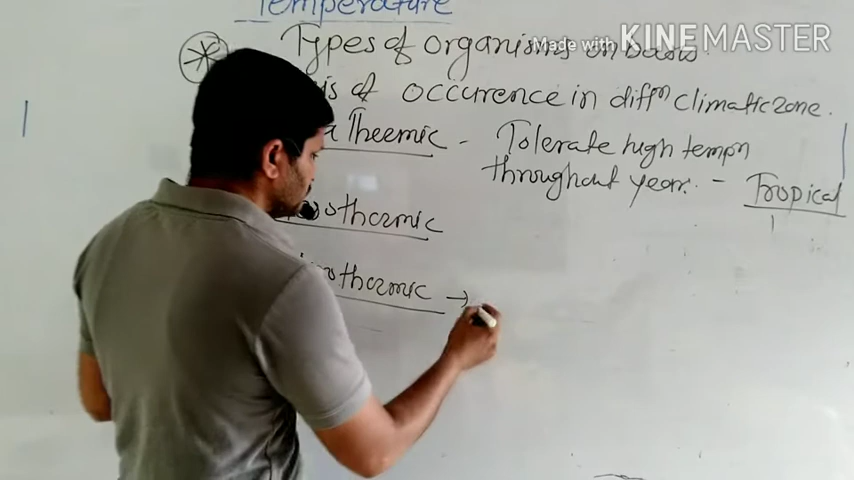 Temperature
Made with KINEMASTER
Types of organisms on basis
of occurrence in diffn climatic zone.
Theemic - Tolerate high tempn
throughout year. - Tropical
othermic
othermic →